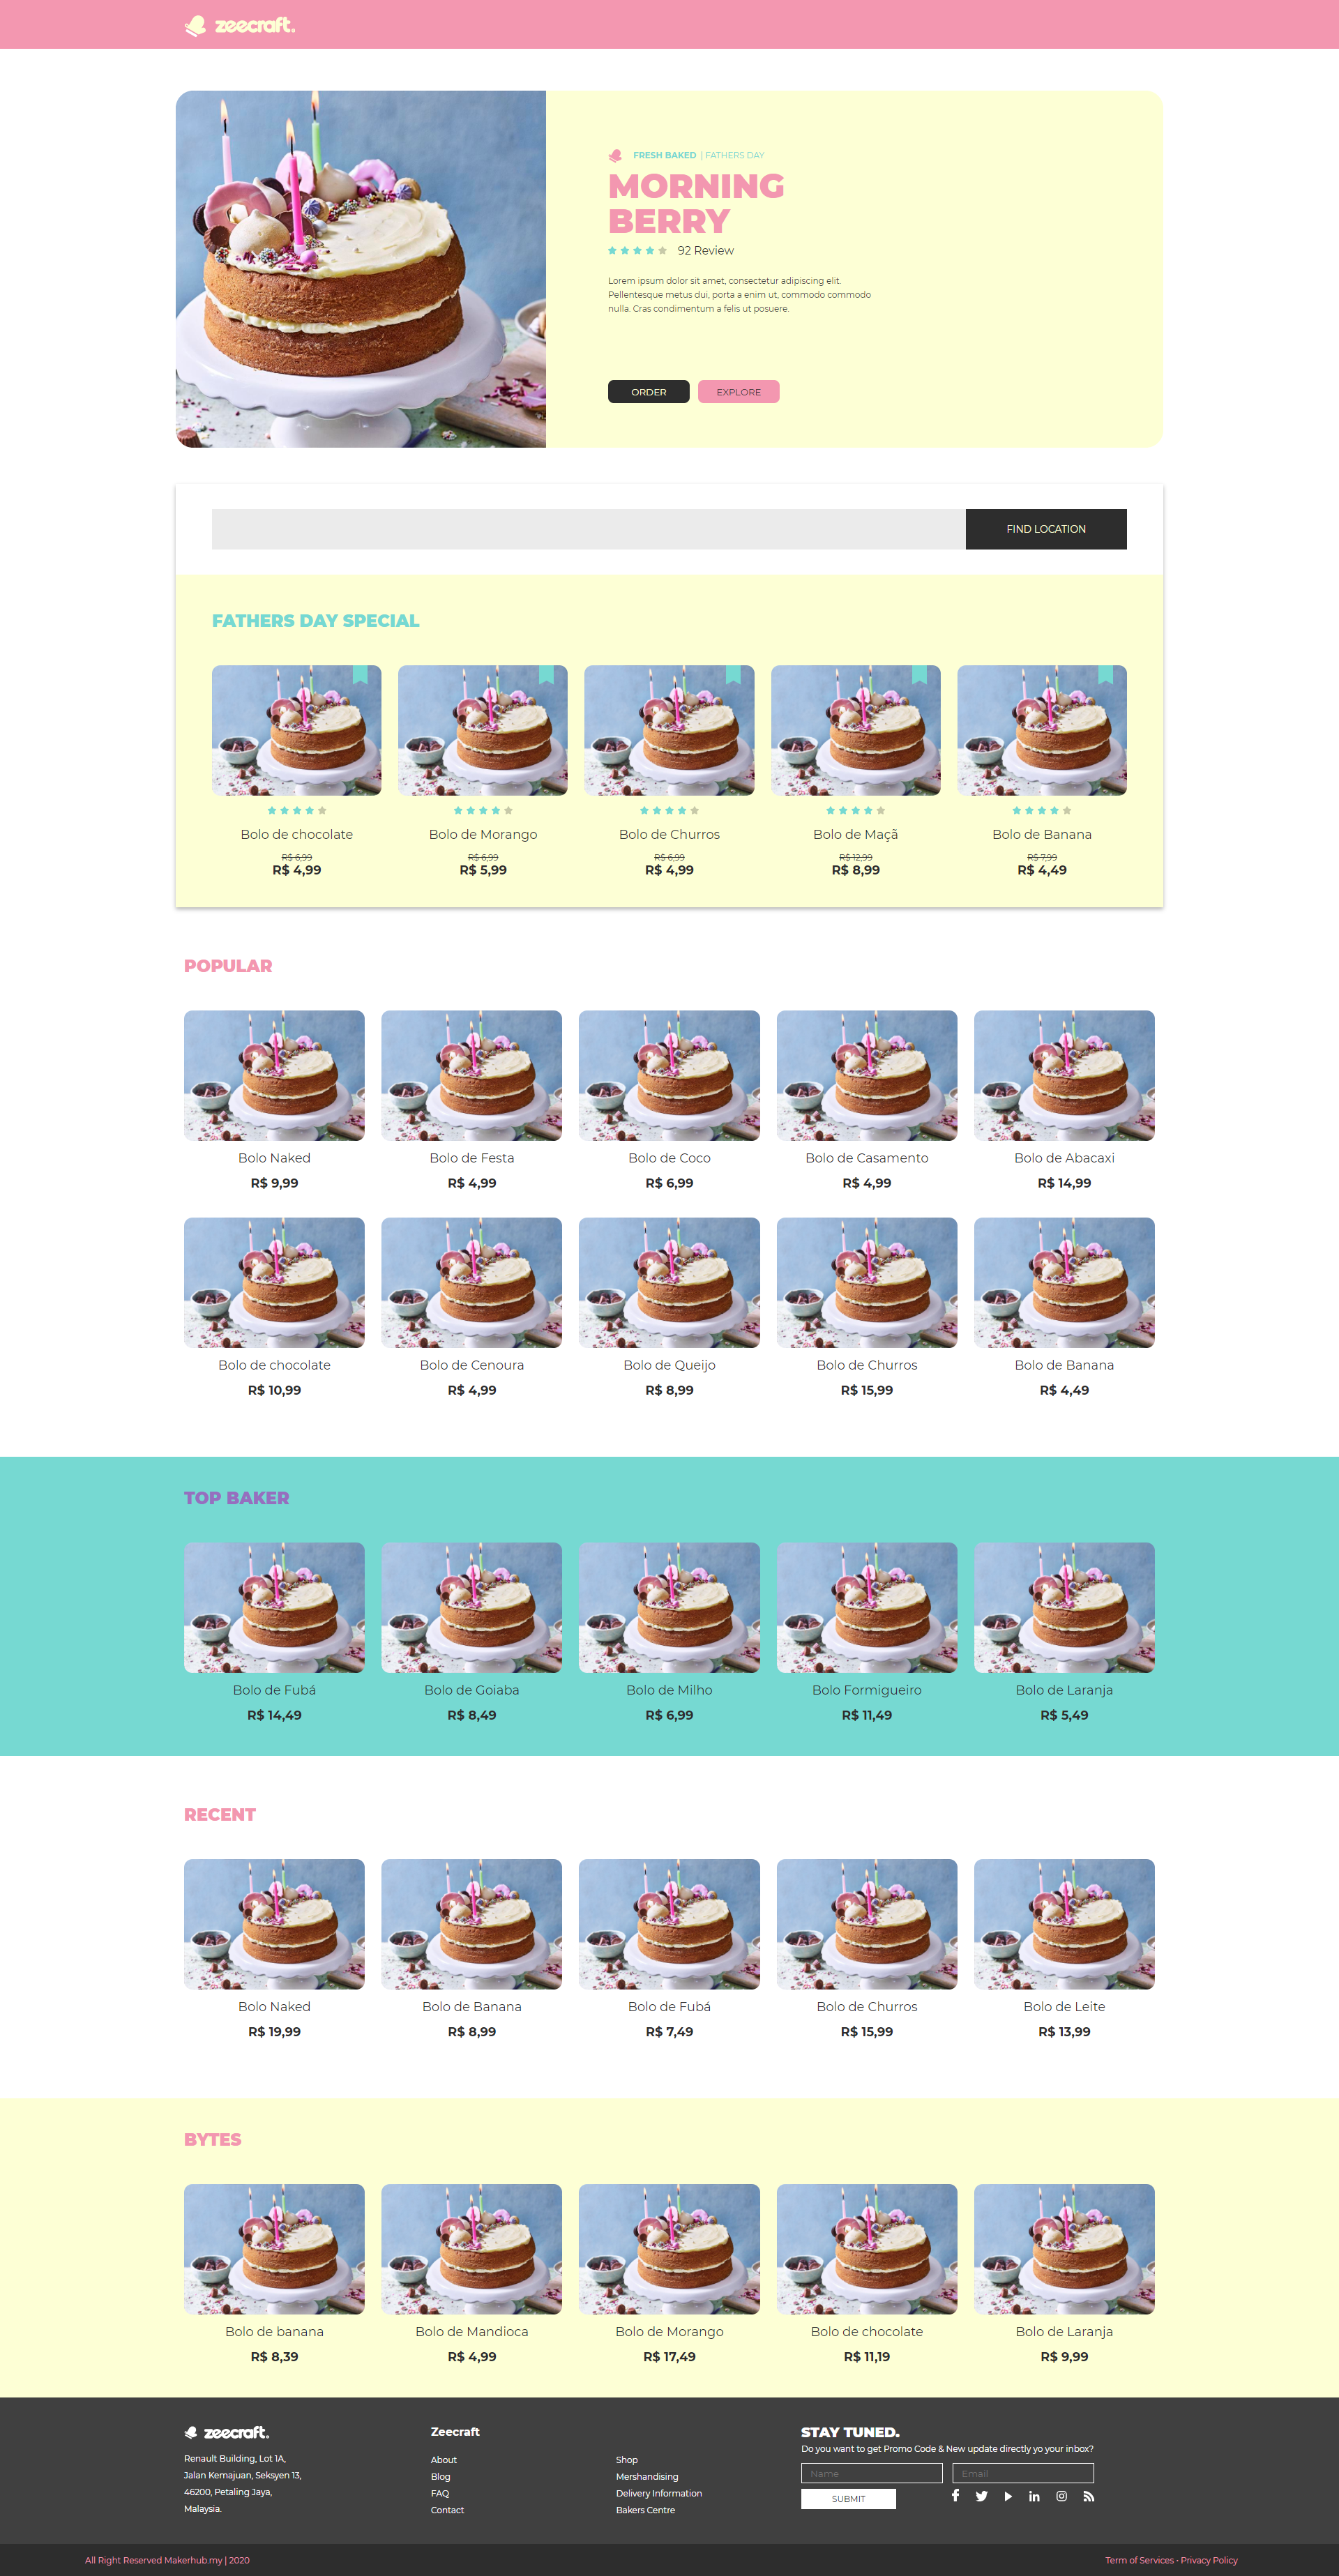 zeecraft.
FRESH BAKED | FATHERS DAY
MORNING
BERRY
92 Review
Lorem ipsum dolor sit amet, consectetur adipiscing elit.
Pellentesque metus dui, porta a enim ut, commodo commodo
nulla. Cras condimentum a felis ut posuere.
ORDER
EXPLORE
FIND LOCATION
FATHERS DAY SPECIAL
Bolo de chocolate
R$ 6,99
R$ 4,99
Bolo de Morango
R$ 6,99
R$ 5,99
Bolo de Churros
R$ 6,99
R$ 4,99
Bolo de Maçã
R$ 12,99
R$ 8,99
Bolo de Banana
R$ 7,99
R$ 4,49
POPULAR
Bolo Naked
R$ 9,99
Bolo de Festa
R$ 4,99
Bolo de Coco
R$ 6,99
Bolo de Casamento
R$ 4,99
Bolo de Abacaxi
R$ 14,99
Bolo de chocolate
R$ 10,99
Bolo de Cenoura
R$ 4,99
Bolo de Queijo
R$ 8,99
Bolo de Churros
R$ 15,99
Bolo de Banana
R$ 4,49
TOP BAKER
Bolo de Fubá
R$ 14,49
Bolo de Goiaba
R$ 8,49
Bolo de Milho
R$ 6,99
Bolo Formigueiro
R$ 11,49
Bolo de Laranja
R$ 5,49
RECENT
Bolo Naked
R$ 19,99
Bolo de Banana
R$ 8,99
Bolo de Fubá
R$ 7,49
Bolo de Churros
R$ 15,99
Bolo de Leite
R$ 13,99
BYTES
Bolo de banana
R$ 8,39
Bolo de Mandioca
R$ 4,99
Bolo de Morango
R$ 17,49
Bolo de chocolate
R$ 11,19
Bolo de Laranja
R$ 9,99
zeecraft.
Renault Building, Lot 1A,
Jalan Kemajuan, Seksyen 13,
46200, Petaling Jaya,
Malaysia.
Zeecraft
About
Blog
FAQ
Contact
Shop
Mershandising
Delivery Information
Bakers Centre
STAY TUNED.
Do you want to get Promo Code & New update directly yo your inbox?
Name
Email
SUBMIT
All Right Reserved Makerhub.my | 2020
Term of Services • Privacy Policy